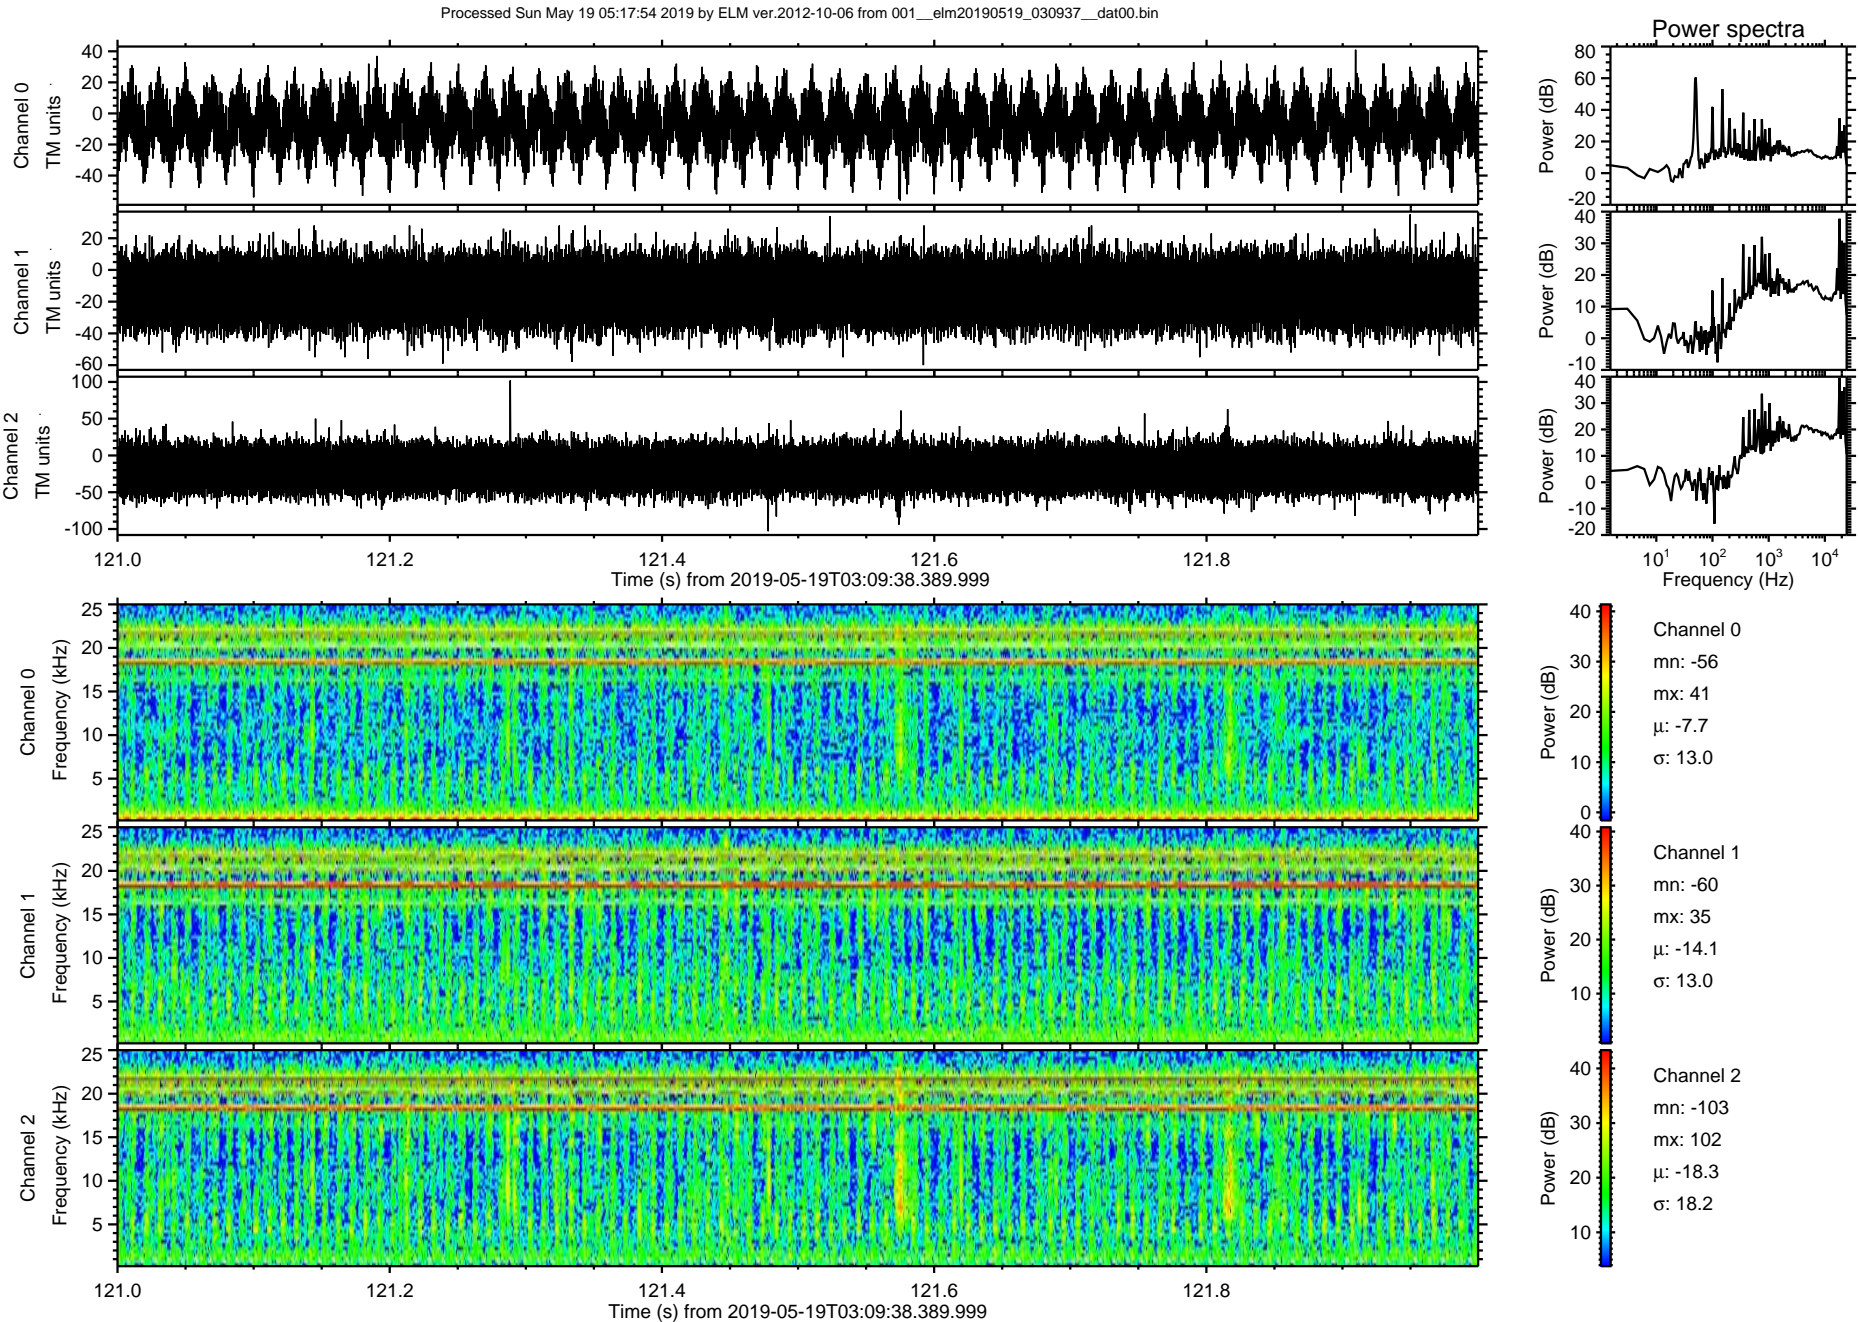 Processed Sun May 19 05:17:54 2019 by ELM ver.2012-10-06 from 001__elm20190519_030937__dat00.bin
Power spectra
Channel 0
TM units
40
20
0
-20
-40
Power (dB)
80
60
40
20
0
-20
Channel 1
TM units
20
0
-20
-40
-60
Power (dB)
40
30
20
10
0
-10
Channel 2
TM units
100
50
0
-50
-100
Power (dB)
40
30
20
10
0
-10
-20
121.0 121.2 121.4 121.6 121.8
Time (s) from 2019-05-19T03:09:38.389.999
10^1 10^2 10^3 10^4
Frequency (Hz)
Channel 0
Frequency (kHz)
25
20
15
10
5
Power (dB)
40
30
20
10
0
Channel 0
mn: -56
mx: 41
μ: -7.7
σ: 13.0
Channel 1
Frequency (kHz)
25
20
15
10
5
Power (dB)
40
30
20
10
Channel 1
mn: -60
mx: 35
μ: -14.1
σ: 13.0
Channel 2
Frequency (kHz)
25
20
15
10
5
Power (dB)
40
30
20
10
Channel 2
mn: -103
mx: 102
μ: -18.3
σ: 18.2
121.0 121.2 121.4 121.6 121.8
Time (s) from 2019-05-19T03:09:38.389.999